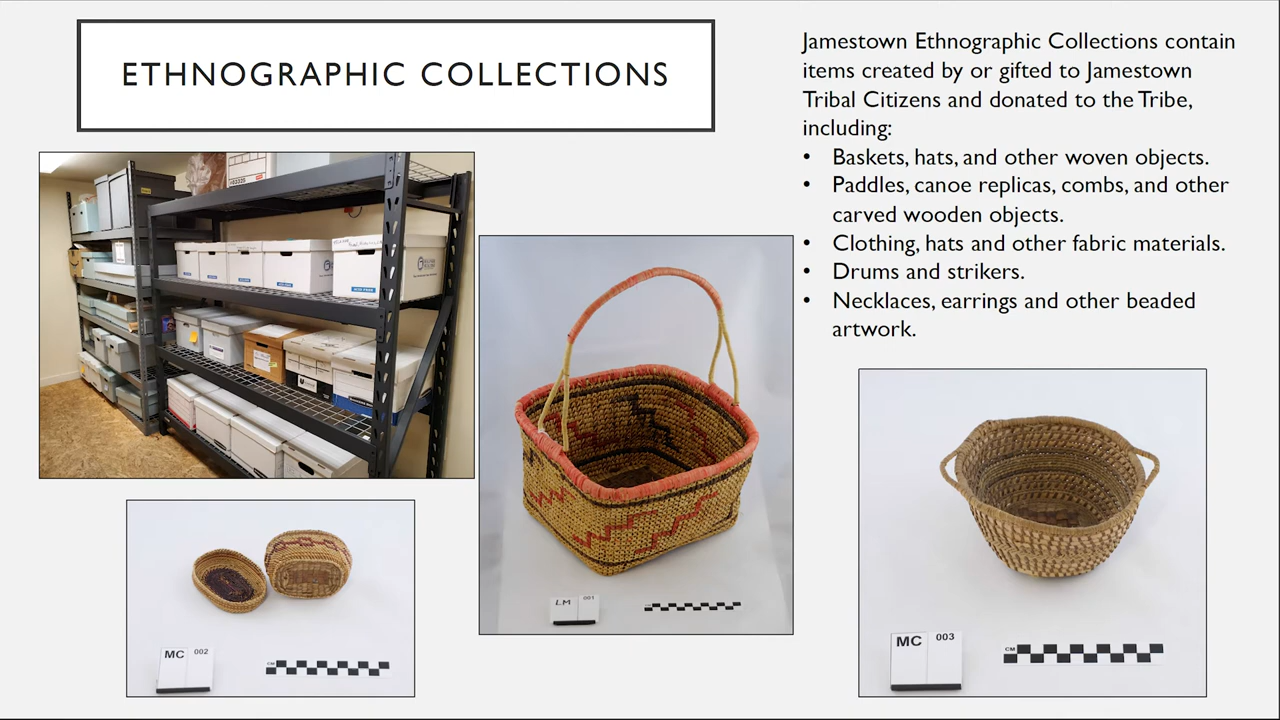 ETHNOGRAPHIC COLLECTIONS
Jamestown Ethnographic Collections contain
items created by or gifted to Jamestown
Tribal Citizens and donated to the Tribe,
including:
• Baskets, hats, and other woven objects.
• Paddles, canoe replicas, combs, and other
carved wooden objects.
• Clothing, hats and other fabric materials.
• Drums and strikers.
• Necklaces, earrings and other beaded
artwork.
LM 001
MC 002
CM
MC 003
CM